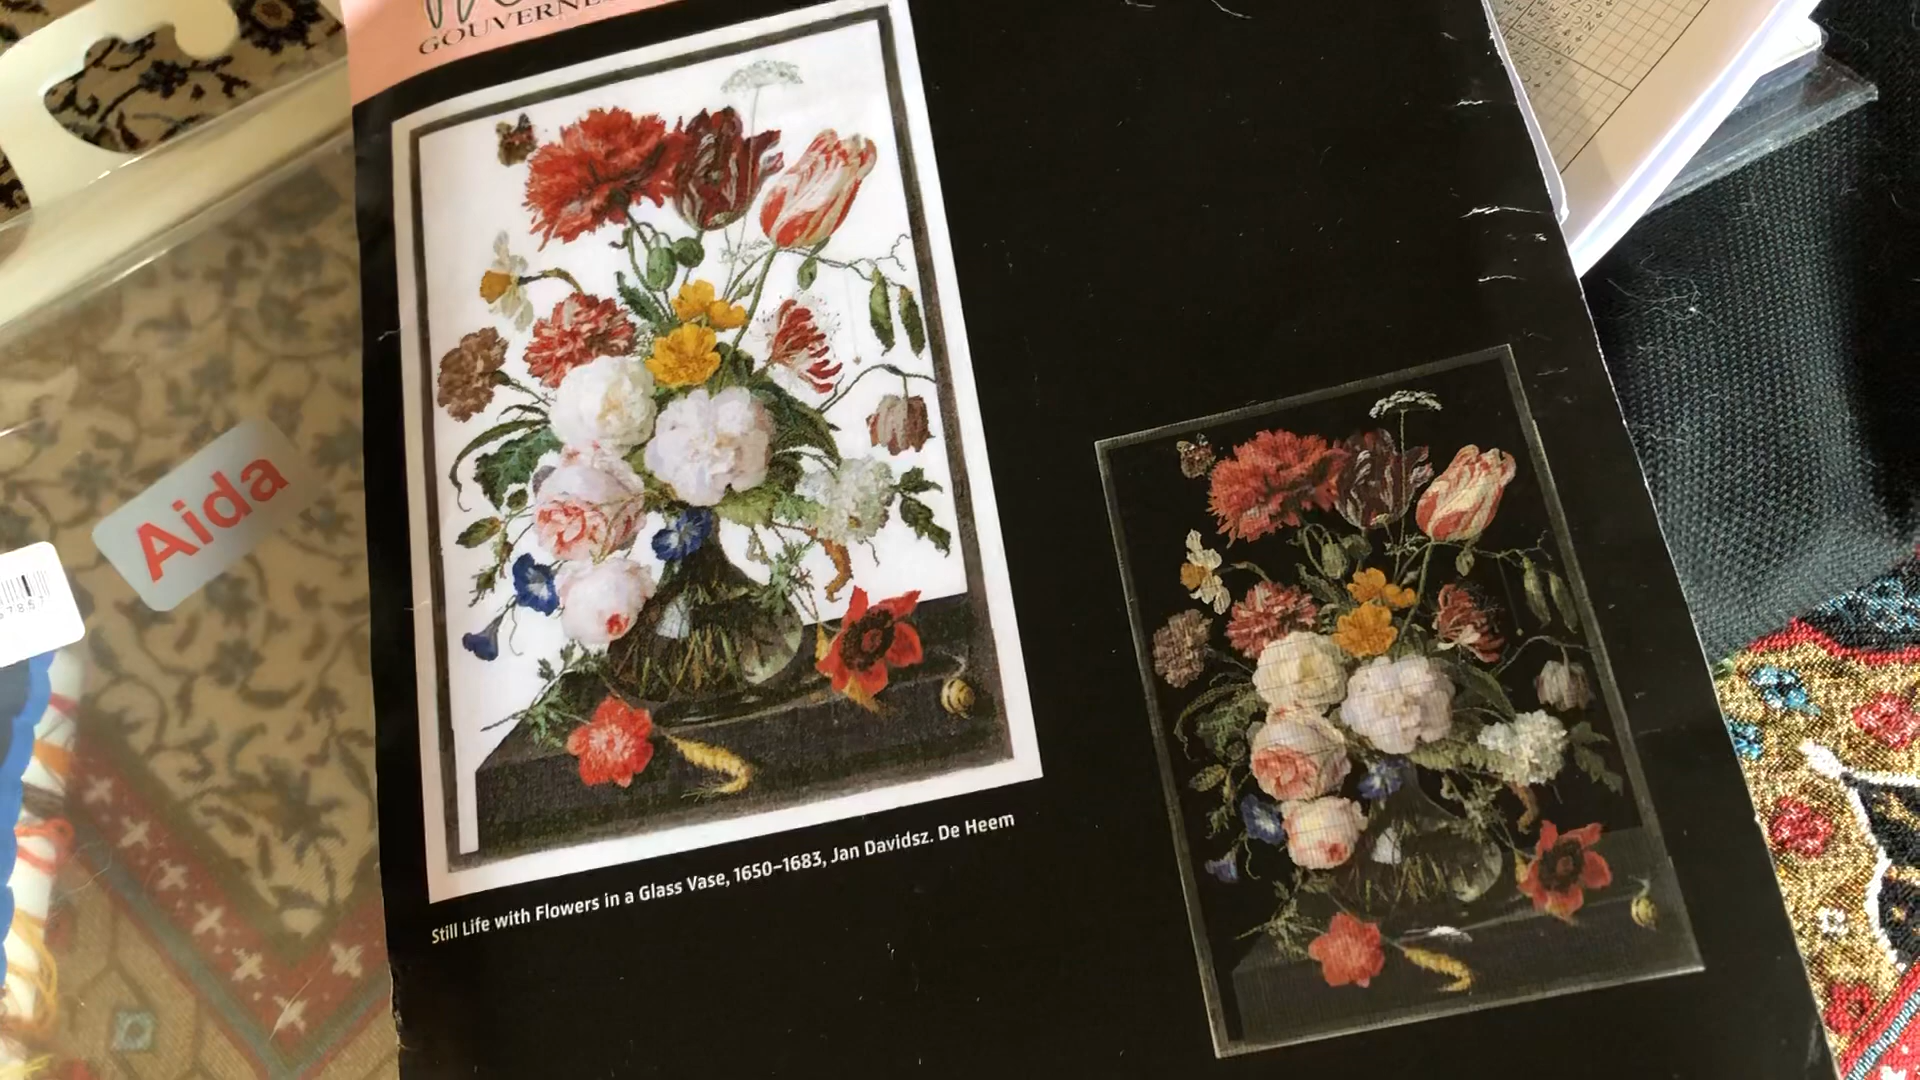 GOUVERNE
Aida
Still Life with Flowers in a Glass Vase, 1650–1683, Jan Davidsz. De Heem